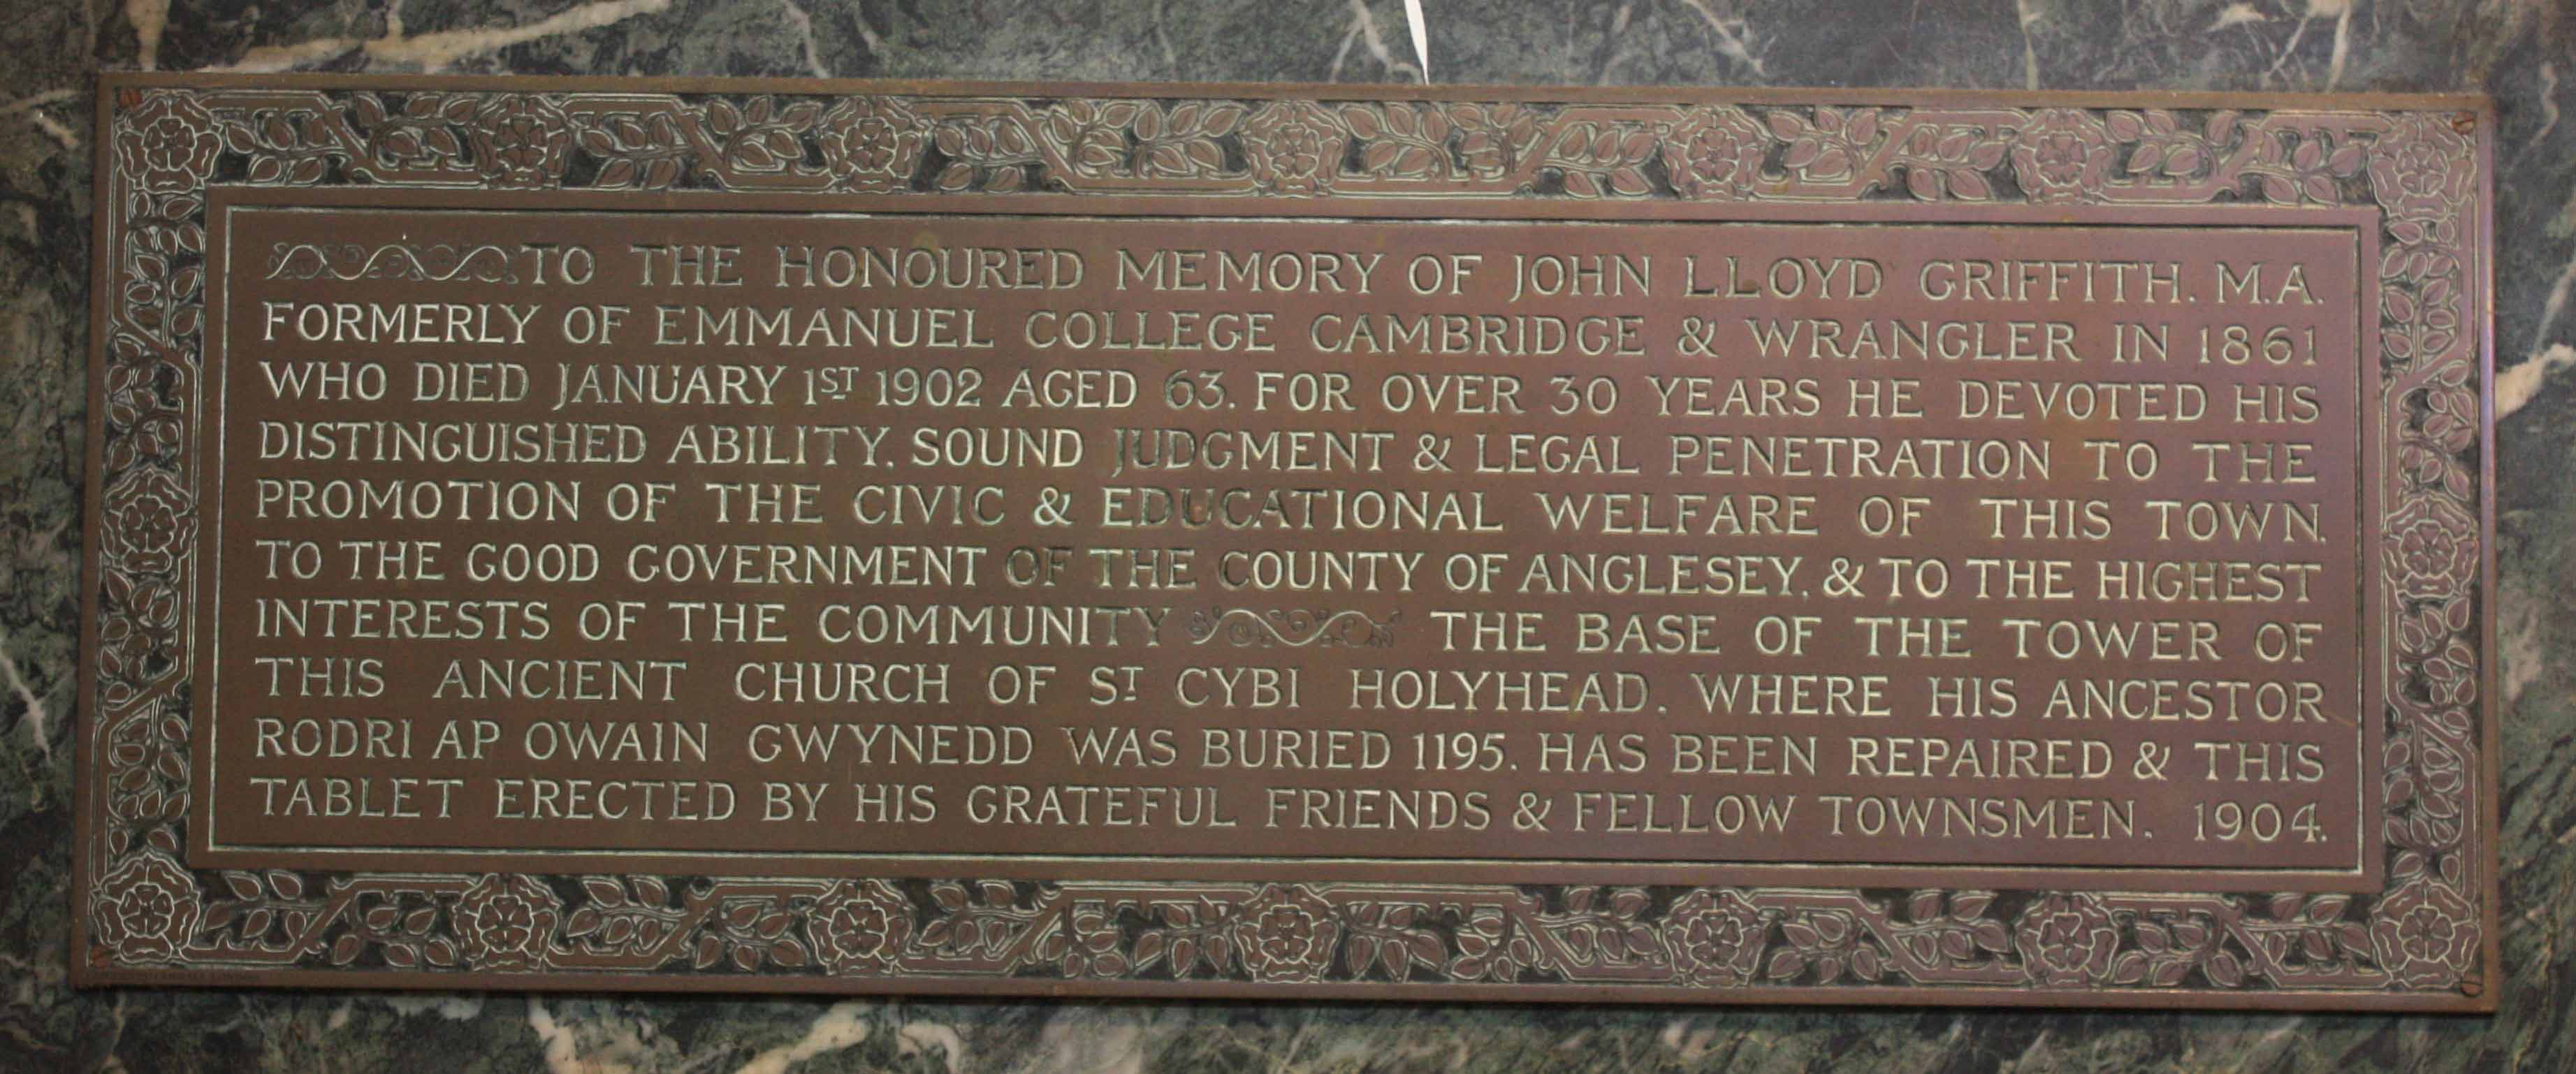 TO THE HONOURED MEMORY OF JOHN LLOYD GRIFFITH. M.A.
FORMERLY OF EMMANUEL COLLEGE CAMBRIDGE & WRANGLER IN 1861
WHO DIED JANUARY 1ST 1902 AGED 63. FOR OVER 30 YEARS HE DEVOTED HIS
DISTINGUISHED ABILITY. SOUND JUDGMENT & LEGAL PENETRATION TO THE
PROMOTION OF THE CIVIC & EDUCATIONAL WELFARE OF THIS TOWN.
TO THE GOOD GOVERNMENT OF THE COUNTY OF ANGLESEY. & TO THE HIGHEST
INTERESTS OF THE COMMUNITY THE BASE OF THE TOWER OF
THIS ANCIENT CHURCH OF ST CYBI HOLYHEAD. WHERE HIS ANCESTOR
RODRI AP OWAIN GWYNEDD WAS BURIED 1195. HAS BEEN REPAIRED & THIS
TABLET ERECTED BY HIS GRATEFUL FRIENDS & FELLOW TOWNSMEN. 1904.